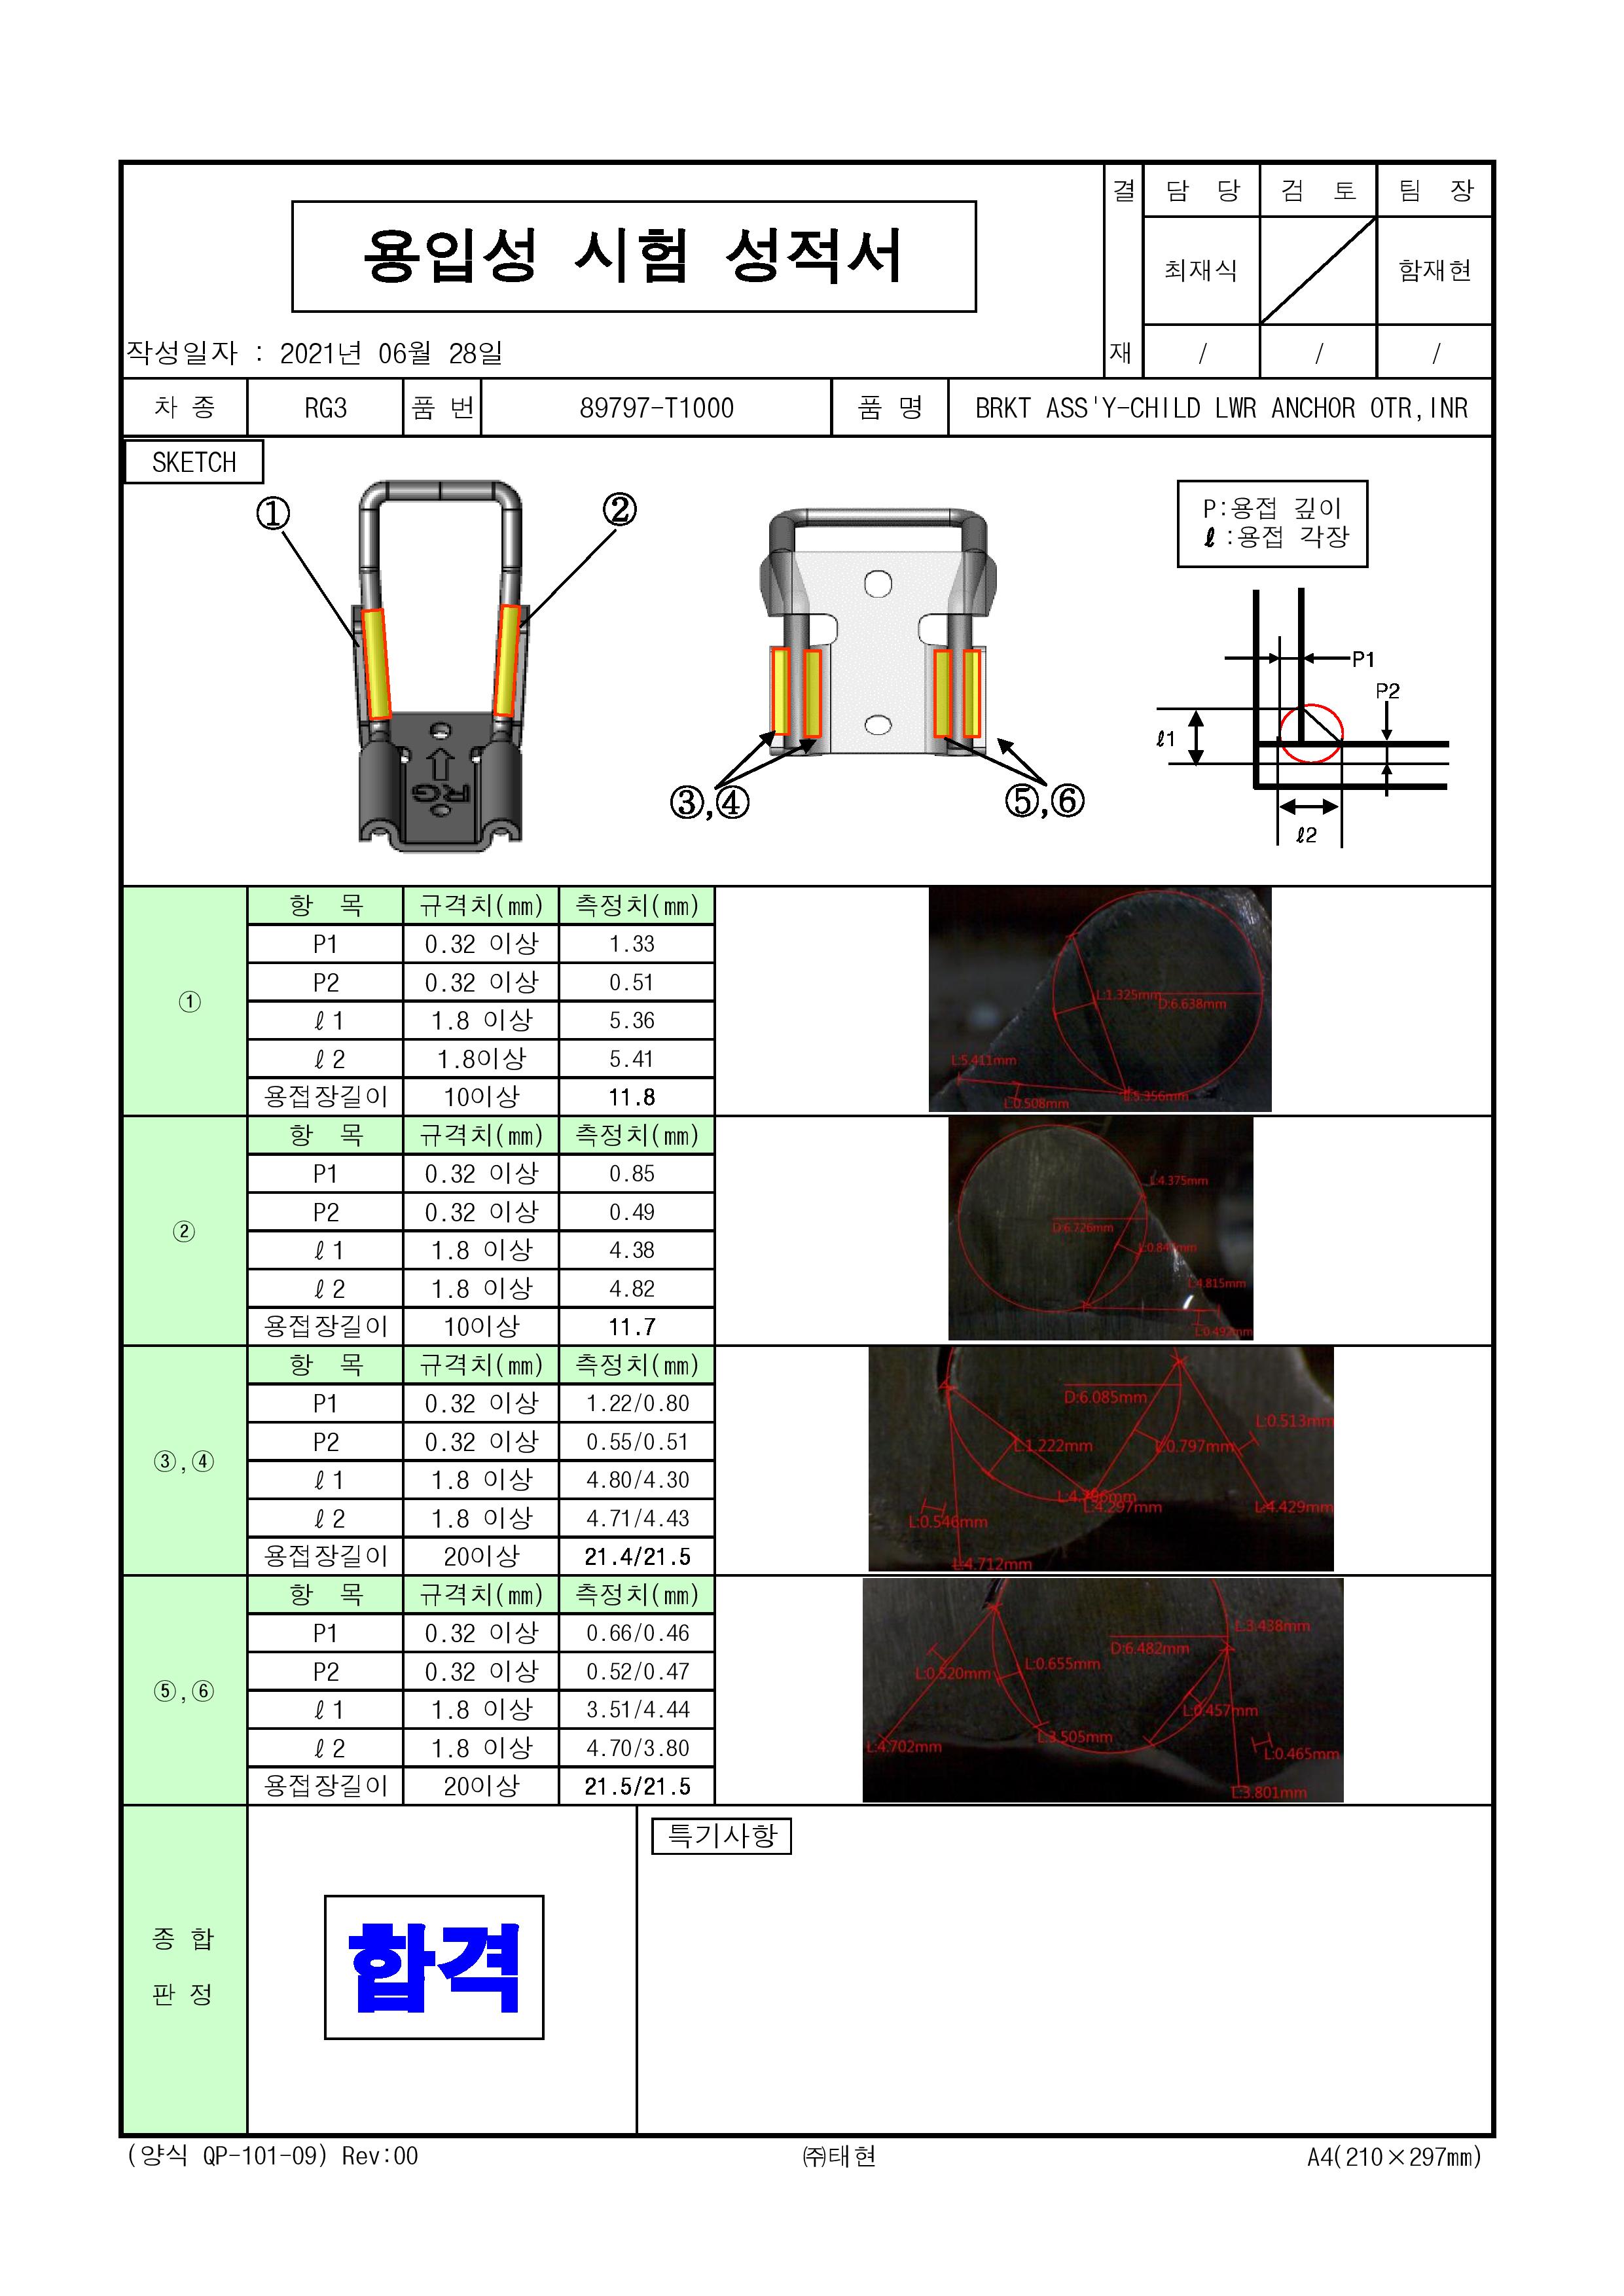 용입성 시험 성적서
결 재
담 당 검 토 팀 장
최재식 함재현
/ / /
작성일자 : 2021년 06월 28일
차 종 RG3 품 번 89797-T1000 품 명 BRKT ASS'Y-CHILD LWR ANCHOR OTR,INR
SKETCH
① ②
RG
③,④ ⑤,⑥
P:용접 깊이
ℓ :용접 각장
P1
P2
ℓ1
ℓ2
①
항 목 규격치(㎜) 측정치(㎜)
P1 0.32 이상 1.33
P2 0.32 이상 0.51
ℓ1 1.8 이상 5.36
ℓ2 1.8이상 5.41
용접장길이 10이상 11.8
L:1.325mm
D:6.638mm
L:5.411mm
L:0.508mm
L:5.356mm
②
항 목 규격치(㎜) 측정치(㎜)
P1 0.32 이상 0.85
P2 0.32 이상 0.49
ℓ1 1.8 이상 4.38
ℓ2 1.8 이상 4.82
용접장길이 10이상 11.7
L:4.375mm
D:6.726mm
L:4.815mm
③,④
항 목 규격치(㎜) 측정치(㎜)
P1 0.32 이상 1.22/0.80
P2 0.32 이상 0.55/0.51
ℓ1 1.8 이상 4.80/4.30
ℓ2 1.8 이상 4.71/4.43
용접장길이 20이상 21.4/21.5
D:6.085mm
L:0.513mm
L:1.222mm
L:0.797mm
L:4.297mm
L:4.429mm
L:0.546mm
L:4.712mm
⑤,⑥
항 목 규격치(㎜) 측정치(㎜)
P1 0.32 이상 0.66/0.46
P2 0.32 이상 0.52/0.47
ℓ1 1.8 이상 3.51/4.44
ℓ2 1.8 이상 4.70/3.80
용접장길이 20이상 21.5/21.5
L:3.438mm
D:6.482mm
L:0.655mm
L:0.520mm
L:0.457mm
L:3.505mm
L:4.702mm
L:0.465mm
L:3.801mm
종 합
판 정
합격
특기사항
(양식 QP-101-09) Rev:00 ㈜태현 A4(210×297㎜)